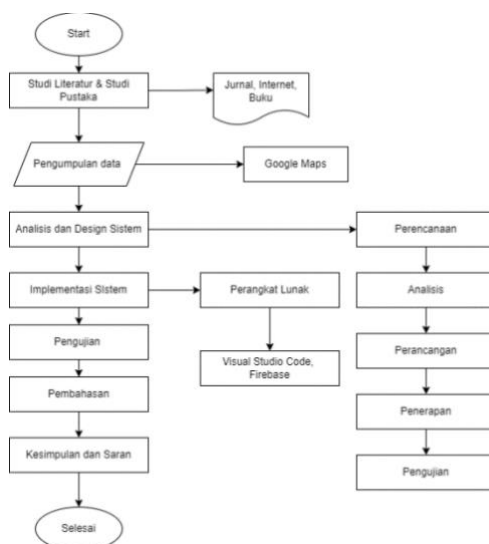 Start
Studi Literatur & Studi
Pustaka
Jurnal, Internet,
Buku
Pengumpulan data
Google Maps
Analisis dan Design Sistem
Perencanaan
Implementasi SIstem
Perangkat Lunak
Analisis
Pengujian
Visual Studio Code,
Firebase
Perancangan
Pembahasan
Penerapan
Kesimpulan dan Saran
Pengujian
Selesai